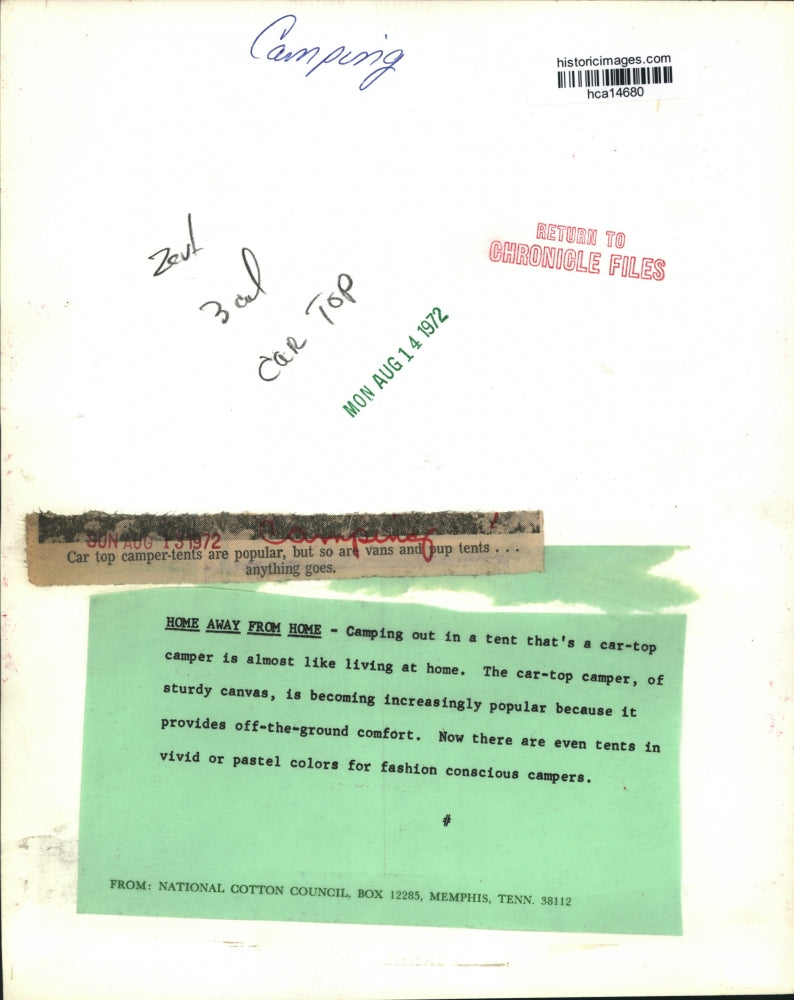 Camping
historicimages.com
hca14680
RETURN TO
CHRONICLE FILES
3 col
CAR TOP
MON AUG 14 1972
SUN AUG 13 1972
Camping
Car top camper-tents are popular, but so are vans and pup tents . . .
anything goes.
HOME AWAY FROM HOME - Camping out in a tent that's a car-top
camper is almost like living at home. The car-top camper, of
sturdy canvas, is becoming increasingly popular because it
provides off-the-ground comfort. Now there are even tents in
vivid or pastel colors for fashion conscious campers.
#
FROM: NATIONAL COTTON COUNCIL, BOX 12285, MEMPHIS, TENN. 38112